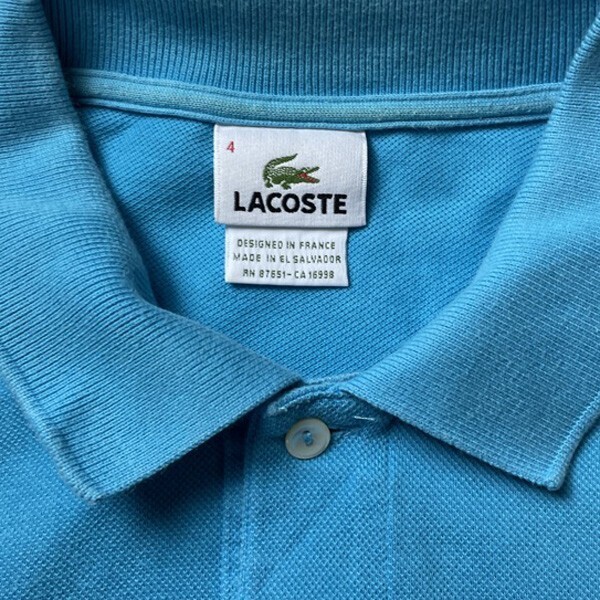 4
LACOSTE
DESIGNED IN FRANCE
MADE IN EL SALVADOR
RN 87651-CA 16998